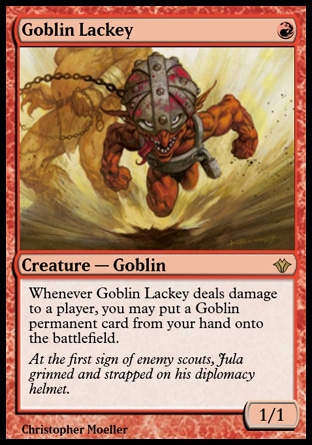 Goblin Lackey
Creature — Goblin
Whenever Goblin Lackey deals damage
to a player, you may put a Goblin
permanent card from your hand onto
the battlefield.
At the first sign of enemy scouts, Jula
grinned and strapped on his diplomacy
helmet.
Christopher Moeller
1/1